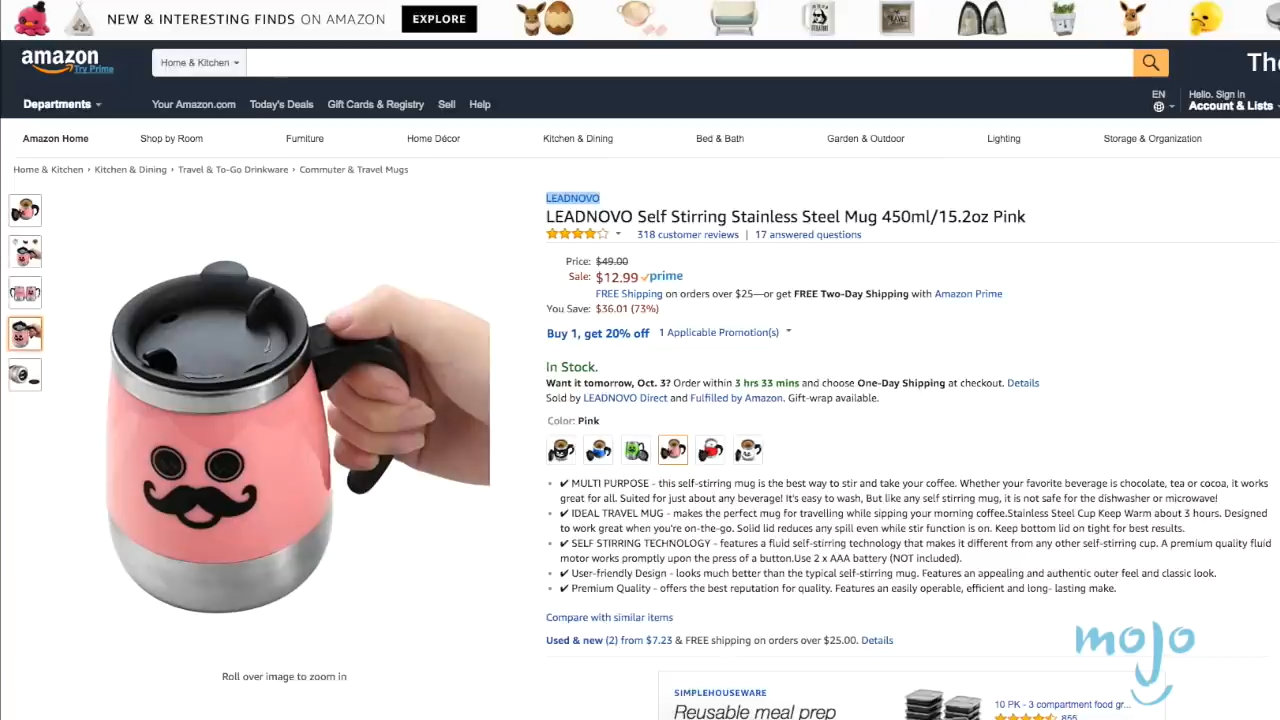 NEW & INTERESTING FINDS ON AMAZON EXPLORE
amazon
Try Prime
Home & Kitchen
The
Departments
Your Amazon.com Today's Deals Gift Cards & Registry Sell Help
EN
Hello. Sign in
Account & Lists
Amazon Home Shop by Room Furniture Home Décor Kitchen & Dining Bed & Bath Garden & Outdoor Lighting Storage & Organization
Home & Kitchen › Kitchen & Dining › Travel & To-Go Drinkware › Commuter & Travel Mugs
LEADNOVO
LEADNOVO Self Stirring Stainless Steel Mug 450ml/15.2oz Pink
318 customer reviews | 17 answered questions
Price: $49.00
Sale: $12.99 prime
FREE Shipping on orders over $25—or get FREE Two-Day Shipping with Amazon Prime
You Save: $36.01 (73%)
Buy 1, get 20% off 1 Applicable Promotion(s)
In Stock.
Want it tomorrow, Oct. 3? Order within 3 hrs 33 mins and choose One-Day Shipping at checkout. Details
Sold by LEADNOVO Direct and Fulfilled by Amazon. Gift-wrap available.
Color: Pink
• ✔ MULTI PURPOSE - this self-stirring mug is the best way to stir and take your coffee. Whether your favorite beverage is chocolate, tea or cocoa, it works
great for all. Suited for just about any beverage! It's easy to wash, But like any self stirring mug, it is not safe for the dishwasher or microwave!
• ✔ IDEAL TRAVEL MUG - makes the perfect mug for travelling while sipping your morning coffee.Stainless Steel Cup Keep Warm about 3 hours. Designed
to work great when you're on-the-go. Solid lid reduces any spill even while stir function is on. Keep bottom lid on tight for best results.
• ✔ SELF STIRRING TECHNOLOGY - features a fluid self-stirring technology that makes it different from any other self-stirring cup. A premium quality fluid
motor works promptly upon the press of a button.Use 2 x AAA battery (NOT included).
• ✔ User-friendly Design - looks much better than the typical self-stirring mug. Features an appealing and authentic outer feel and classic look.
• ✔ Premium Quality - offers the best reputation for quality. Features an easily operable, efficient and long- lasting make.
Compare with similar items
Used & new (2) from $7.23 & FREE shipping on orders over $25.00. Details
mojo
Roll over image to zoom in
SIMPLEHOUSEWARE
Reusable meal prep
10 PK - 3 compartment food gr...
855